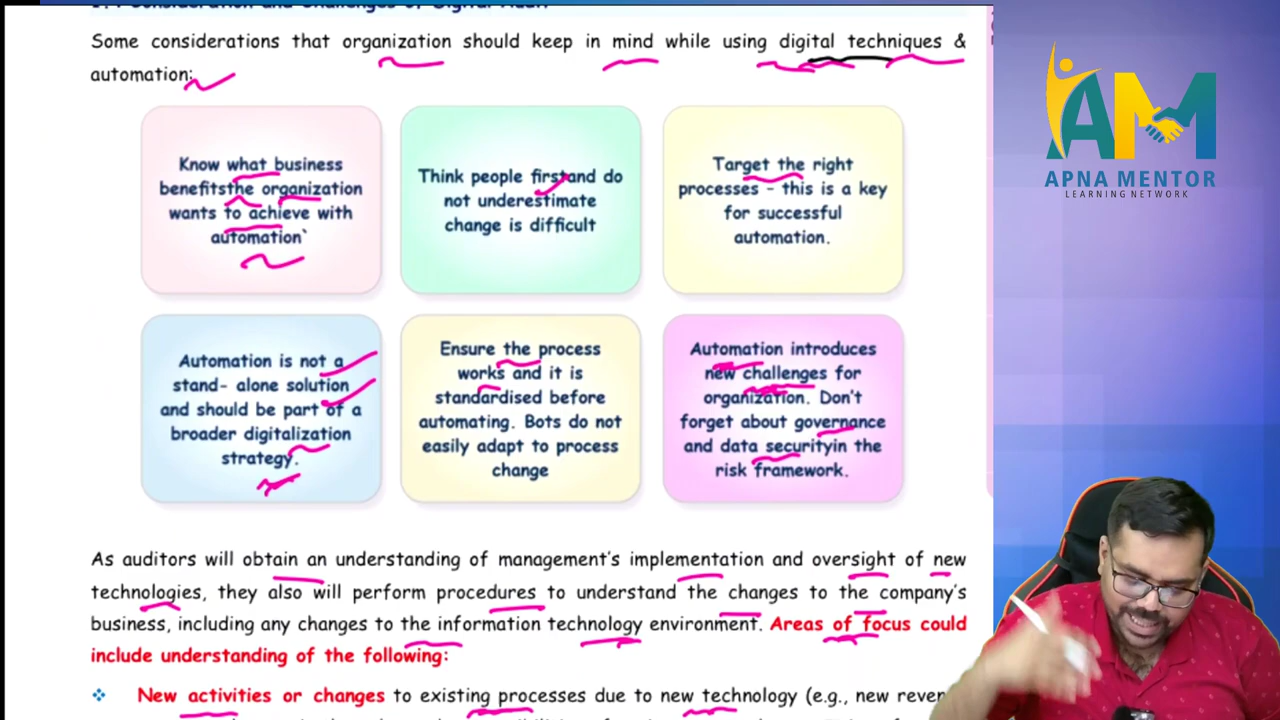 Some considerations that organization should keep in mind while using digital techniques &
automation:
Know what business
benefitsthe organization
wants to achieve with
automation`
Think people firstand do
not underestimate
change is difficult
Target the right
processes - this is a key
for successful
automation.
Automation is not a
stand- alone solution
and should be part of a
broader digitalization
strategy.
Ensure the process
works and it is
standardised before
automating. Bots do not
easily adapt to process
change
Automation introduces
new challenges for
organization. Don't
forget about governance
and data securityin the
risk framework.
As auditors will obtain an understanding of management's implementation and oversight of new
technologies, they also will perform procedures to understand the changes to the company's
business, including any changes to the information technology environment. Areas of focus could
include understanding of the following:
New activities or changes to existing processes due to new technology (e.g., new
AM
APNA MENTOR
LEARNING NETWORK